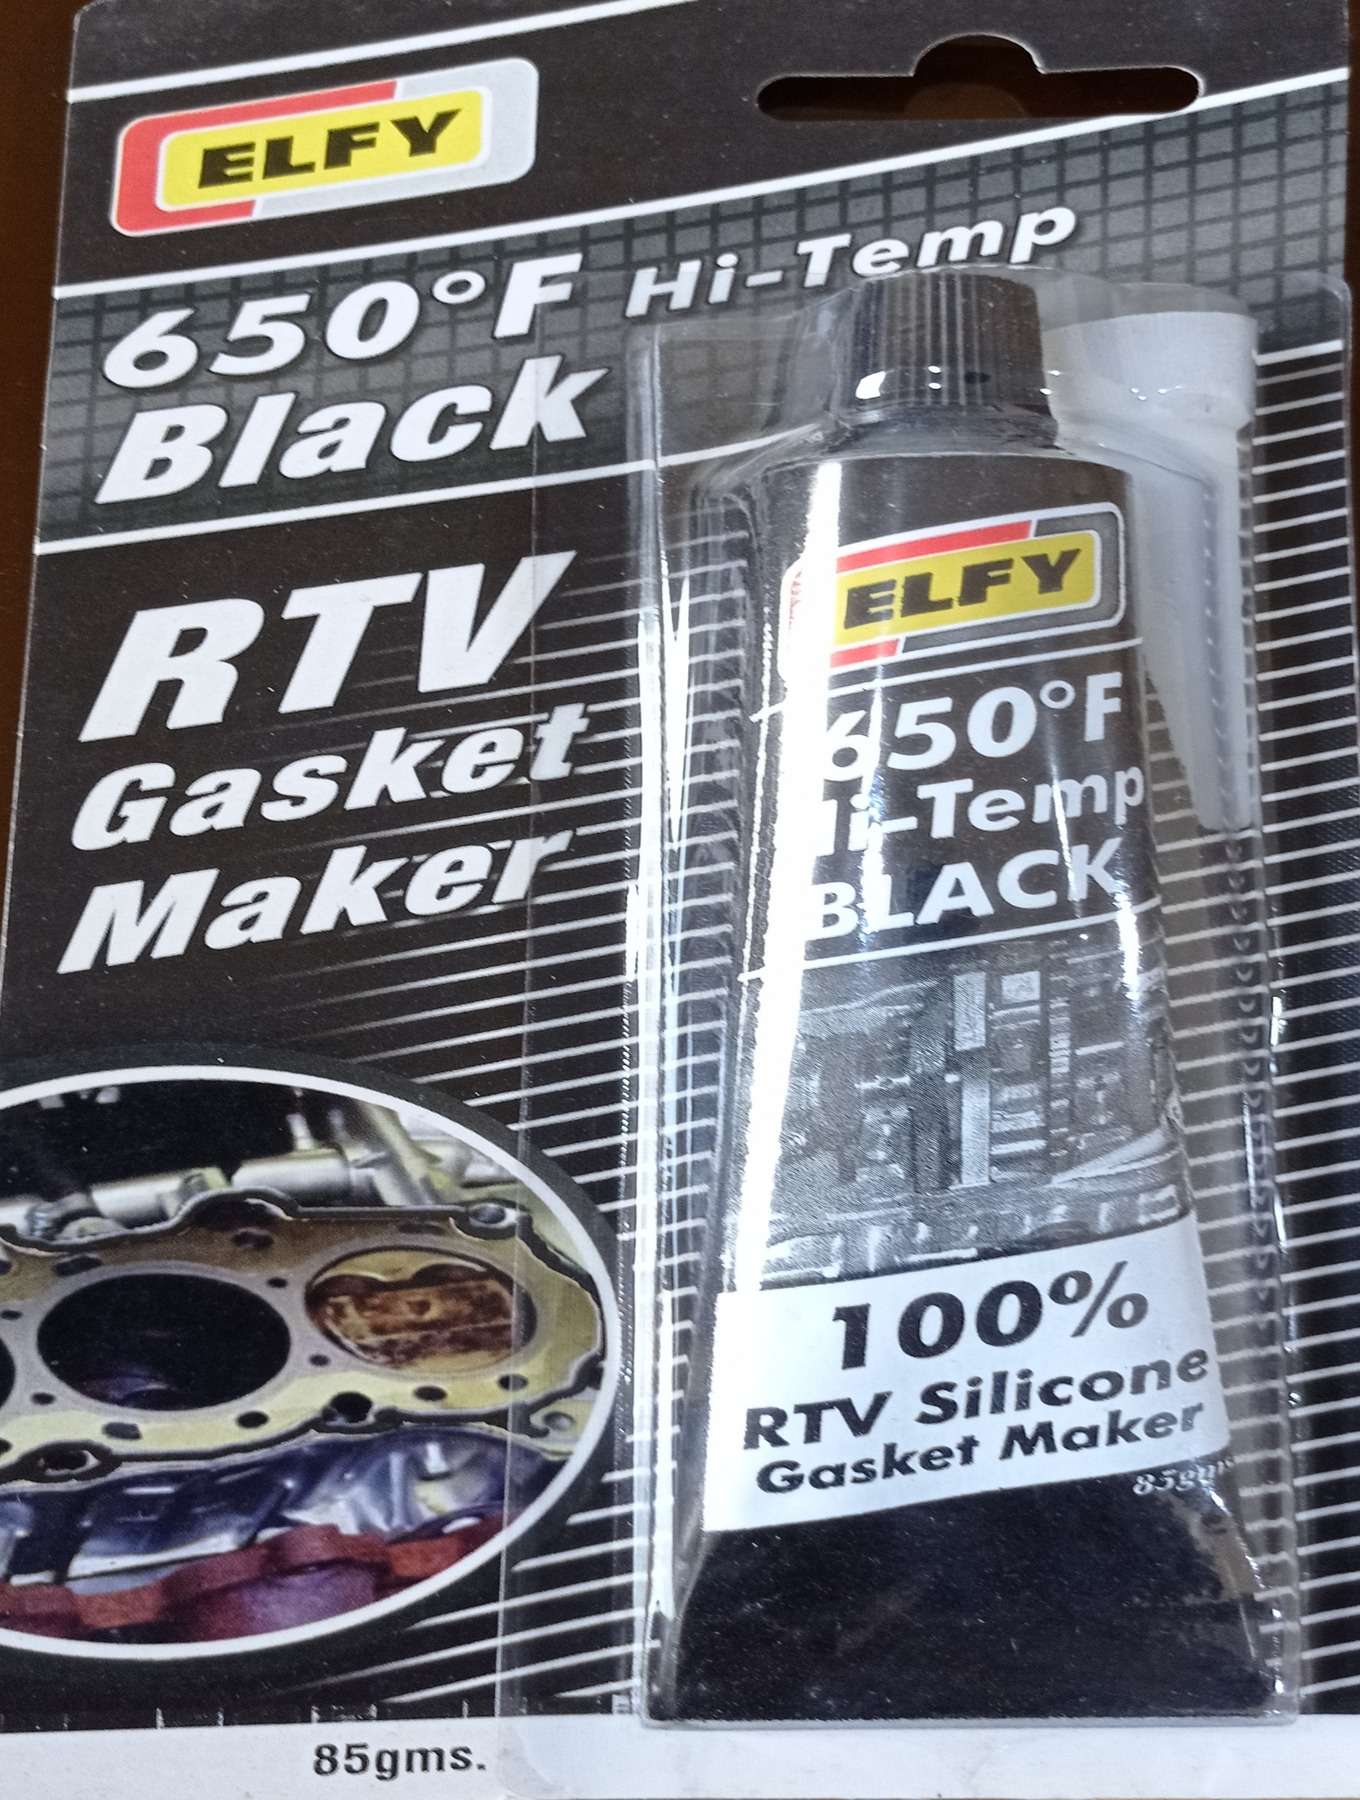 ELFY
650°F Hi-Temp
Black
RTV
Gasket
Maker
ELFY
650°F
Hi-Temp
BLACK
100%
RTV Silicone
Gasket Maker
85gms
85gms.